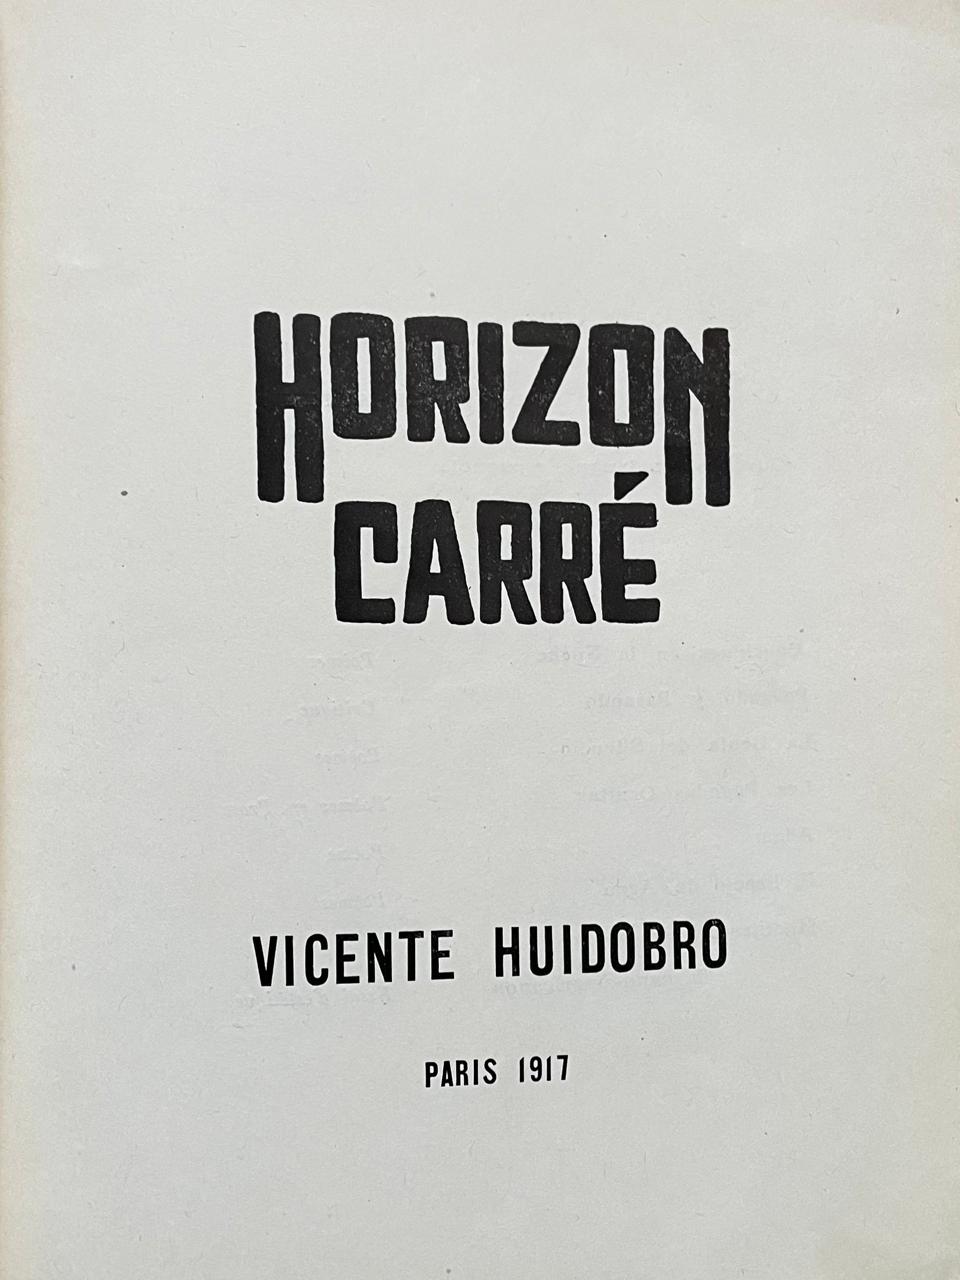 HORIZON
CARRÉ
VICENTE HUIDOBRO
PARIS 1917